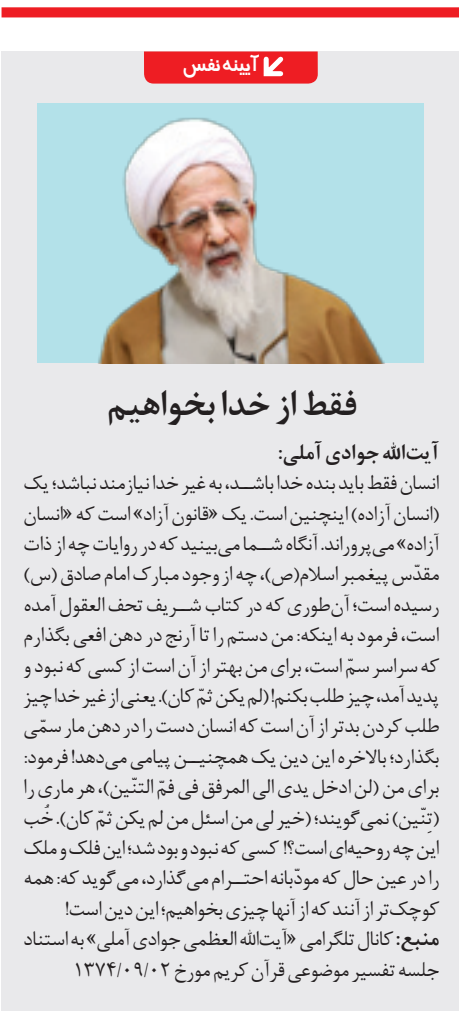 آیینه نفس
فقط از خدا بخواهیم
آیت‌الله جوادی آملی:
انسان فقط باید بنده خدا باشــد، به غیر خدا نیازمند نباشد؛ یک
(انسان آزاده) اینچنین است. یک «قانون آزاد» است که «انسان
آزاده» می‌پروراند. آنگاه شــما می‌بینید که در روایات چه از ذات
مقدّس پیغمبر اسلام(ص)، چه از وجود مبارک امام صادق (س)
رسیده است؛ آن‌طوری که در کتاب شــریف تحف العقول آمده
است، فرمود به اینکه: من دستم را تا آرنج در دهن افعی بگذارم
که سراسر سمّ است، برای من بهتر از آن است از کسی که نبود و
پدید آمد، چیز طلب بکنم! (لم یکن ثمّ کان). یعنی از غیر خدا چیز
طلب کردن بدتر از آن است که انسان دست را در دهن مار سمّی
بگذارد؛ بالاخره این دین یک همچنیــن پیامی می‌دهد! فرمود:
برای من (لن ادخل یدی الی المرفق في فمّ التنّین)، هر ماری را
(تِنّین) نمی‌گویند؛ (خیر لی من اسئل من لم یکن ثمّ کان). خُب
این چه روحیه‌ای است؟! کسی که نبود و بود شد؛ این فلک و ملک
را در عین حال که مودّبانه احتــرام می‌گذارد، می‌گوید که: همه
کوچک‌تر از آنند که از آنها چیزی بخواهیم؛ این دین است!
منبع: کانال تلگرامی «آیت‌الله العظمی جوادی آملی» به استناد
جلسه تفسیر موضوعی قرآن کریم مورخ ۱۳۷۴/۰۹/۰۲